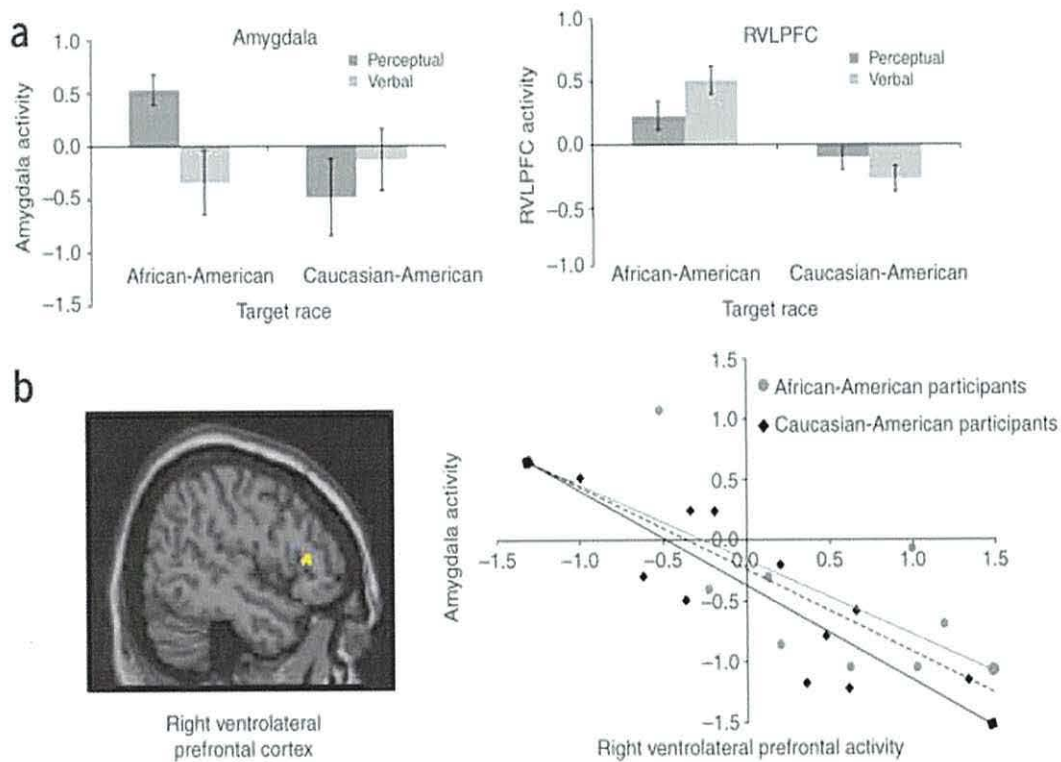 a
Amygdala
Perceptual
Verbal
Amygdala activity
1.0
0.5
0.0
−0.5
−1.0
−1.5
African-American Caucasian-American
Target race
RVLPFC
Perceptual
Verbal
RVLPFC activity
1.0
0.5
0.0
−0.5
−1.0
African-American Caucasian-American
Target race
b
Right ventrolateral
prefrontal cortex
African-American participants
Caucasian-American participants
Amygdala activity
1.5
1.0
0.5
0.0
−0.5
−1.0
−1.5
−1.5 −1.0 −0.5 0.0 0.5 1.0 1.5
Right ventrolateral prefrontal activity